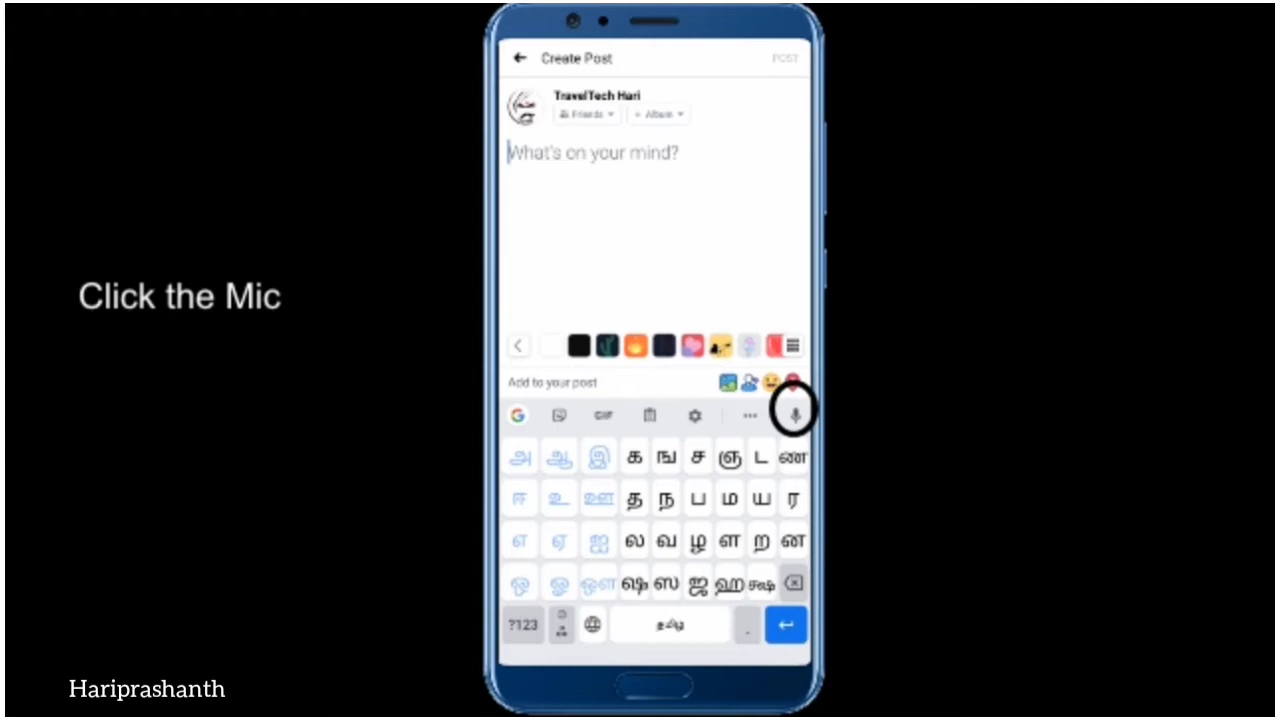 Create Post POST
TravelTech Hari
Friends + Album
What's on your mind?
Click the Mic
Add to your post
G GIF
அ ஆ இ க ங ச ஞ ட ண
ஈ உ ஊ த ந ப ம ய ர
எ ஏ ஐ ல வ ழ ள ற ன
ஒ ஓ ஔ ஷ ஸ ஜ ஹ க்ஷ
?123 தமிழ் .
Hariprashanth